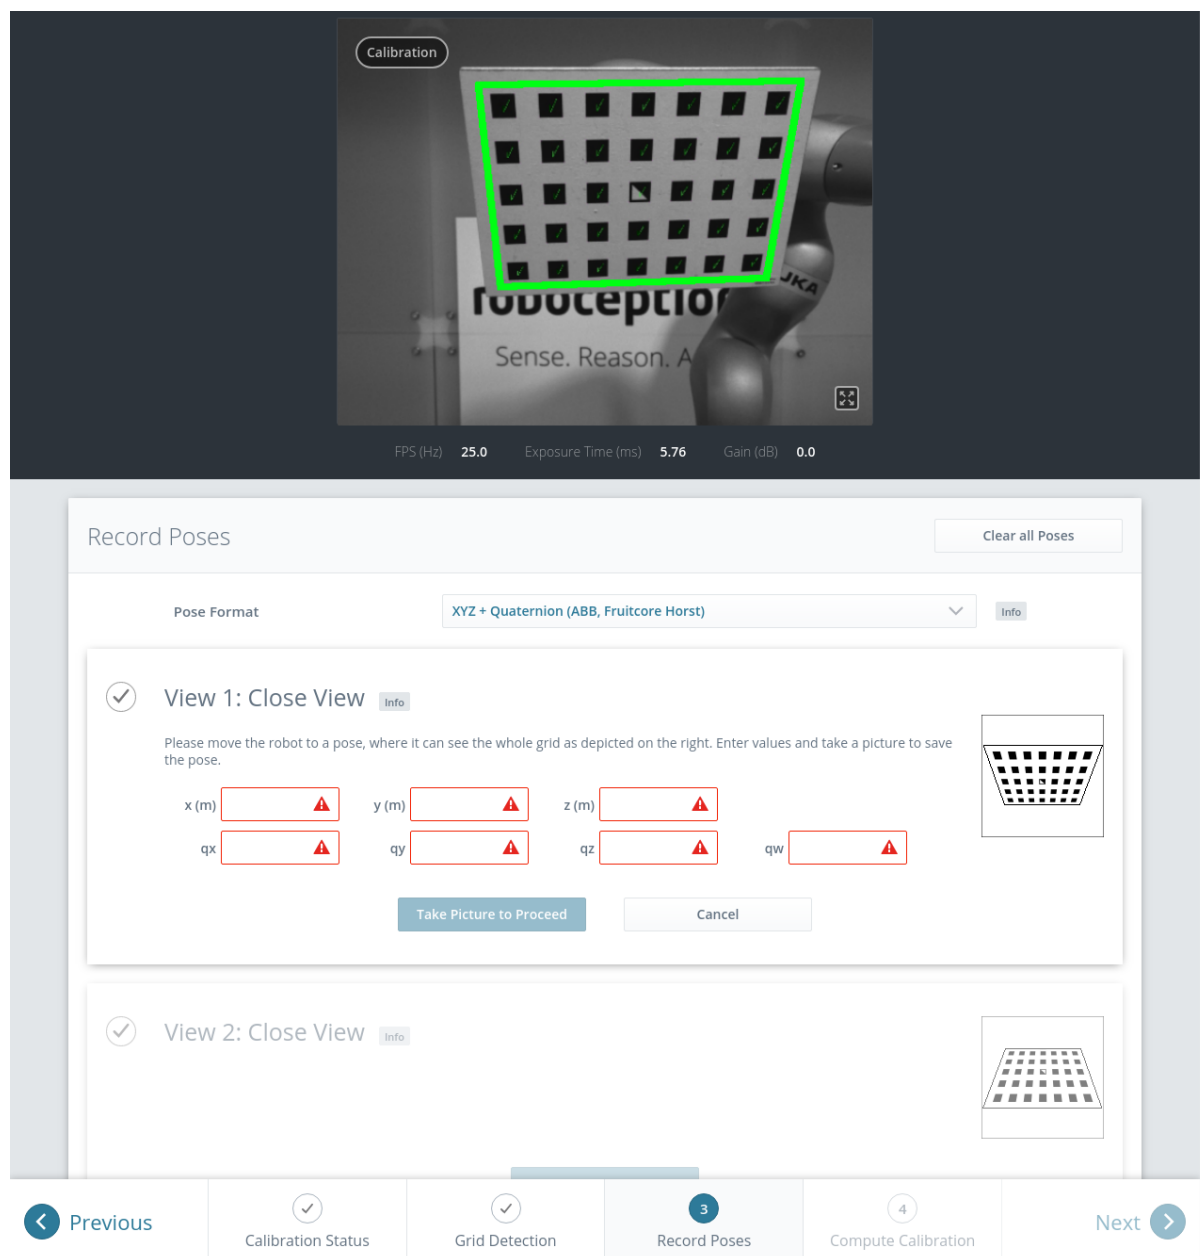 Calibration
roboception
Sense. Reason. A
FPS (Hz) 25.0 Exposure Time (ms) 5.76 Gain (dB) 0.0
Record Poses
Clear all Poses
Pose Format
XYZ + Quaternion (ABB, Fruitcore Horst)
Info
View 1: Close View Info
Please move the robot to a pose, where it can see the whole grid as depicted on the right. Enter values and take a picture to save
the pose.
x (m) y (m) z (m)
qx qy qz qw
Take Picture to Proceed Cancel
View 2: Close View Info
Previous
Calibration Status
Grid Detection
3
Record Poses
4
Compute Calibration
Next